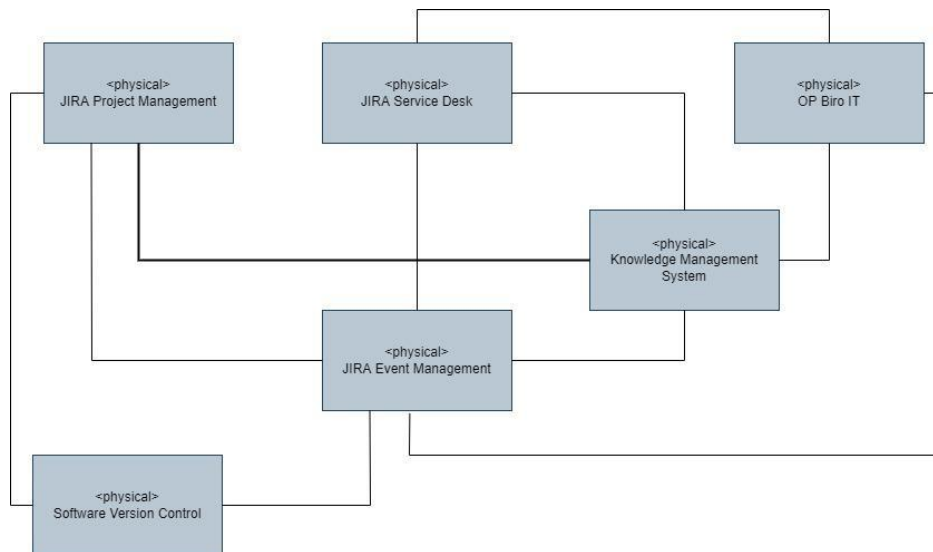 <physical>
JIRA Project Management
<physical>
JIRA Service Desk
<physical>
OP Biro IT
<physical>
Knowledge Management
System
<physical>
JIRA Event Management
<physical>
Software Version Control